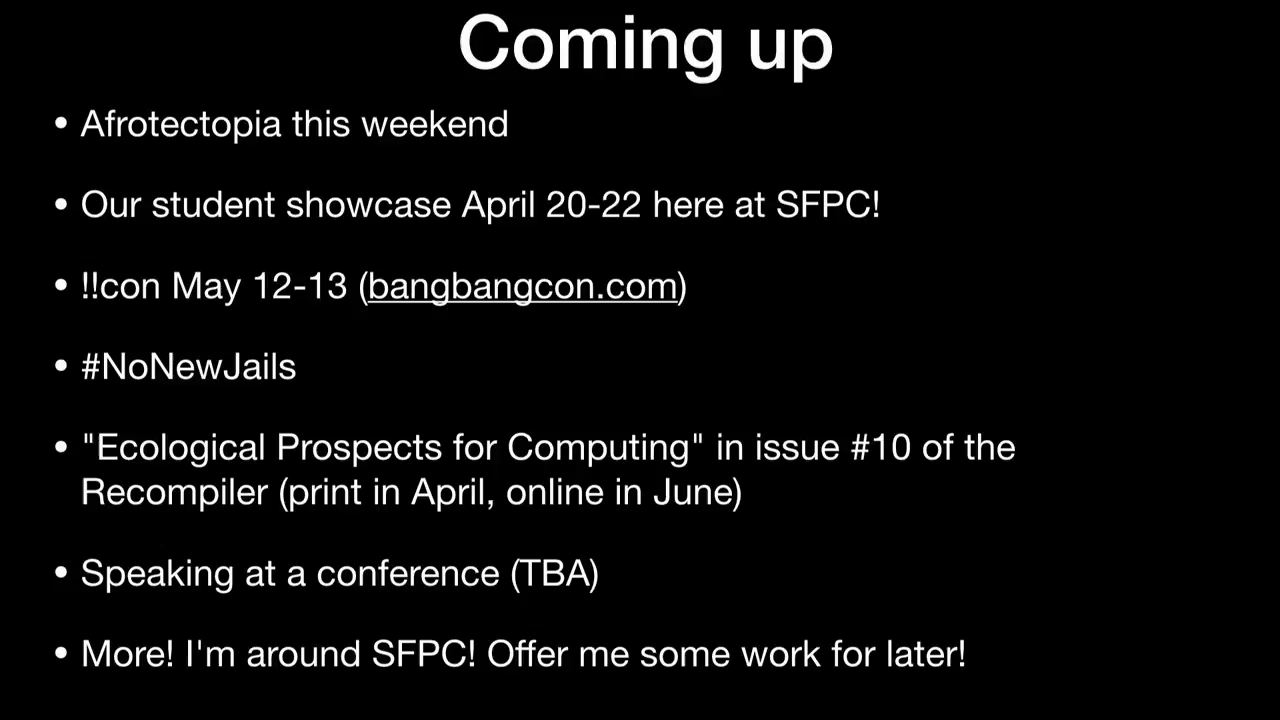 Coming up
• Afrotectopia this weekend
• Our student showcase April 20-22 here at SFPC!
• !!con May 12-13 (bangbangcon.com)
• #NoNewJails
• "Ecological Prospects for Computing" in issue #10 of the
Recompiler (print in April, online in June)
• Speaking at a conference (TBA)
• More! I'm around SFPC! Offer me some work for later!